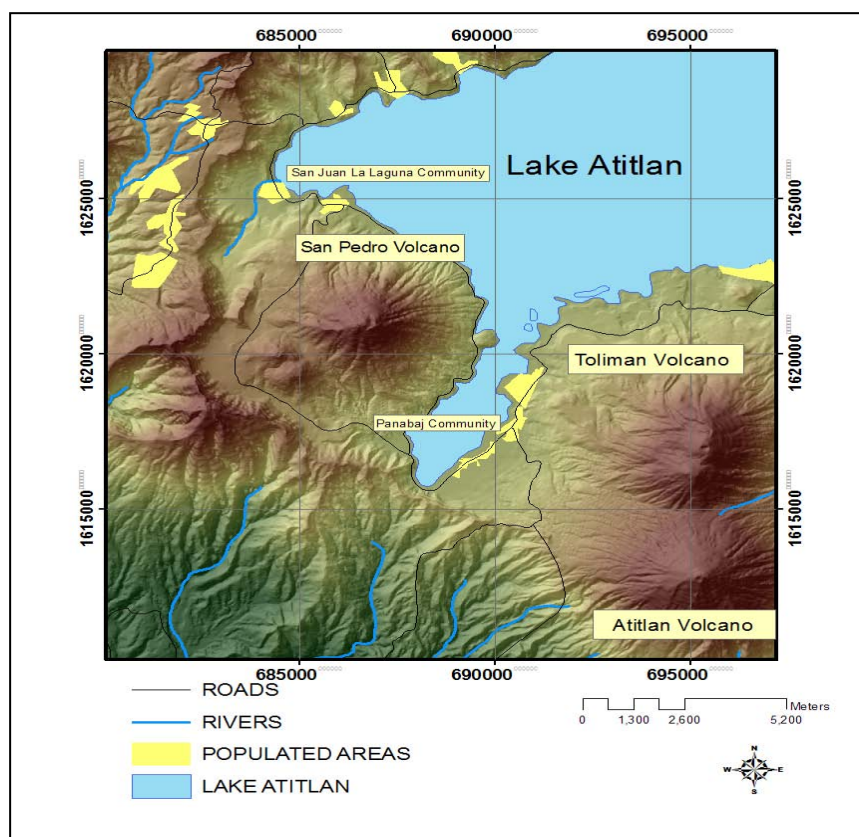 685000 690000 695000
Lake Atitlan
San Juan La Laguna Community
1625000 1625000
San Pedro Volcano
1620000 1620000
Toliman Volcano
Panabaj Community
1615000 1615000
Atitlan Volcano
685000 690000 695000
ROADS
RIVERS
POPULATED AREAS
LAKE ATITLAN
Meters
0 1,300 2,600 5,200
N
W E
S